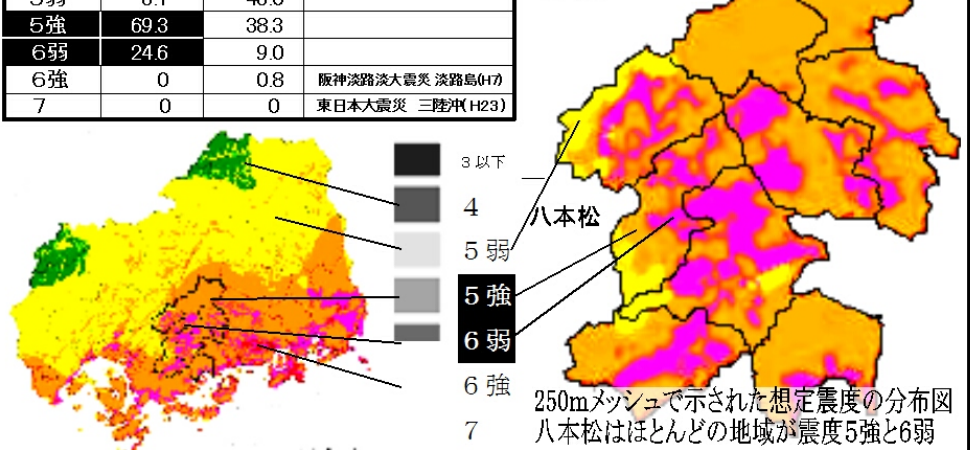 5強 69.3 38.3
6弱 24.6 9.0
6強 0 0.8 阪神淡路淡大震災 淡路島(H7)
7 0 0 東日本大震災 三陸沖(H23)
3以下
4
5弱
5強
6弱
6強
7
八本松
250mメッシュで示された想定震度の分布図
八本松はほとんどの地域が震度5強と6弱